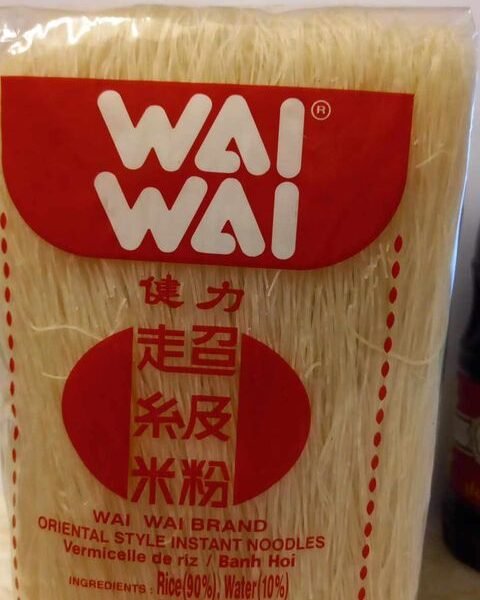 WAI®
WAI
健力
超
級
米粉
WAI WAI BRAND
ORIENTAL STYLE INSTANT NOODLES
Vermicelle de riz / Banh Hoi
INGREDIENTS : Rice(90%), Water(10%)